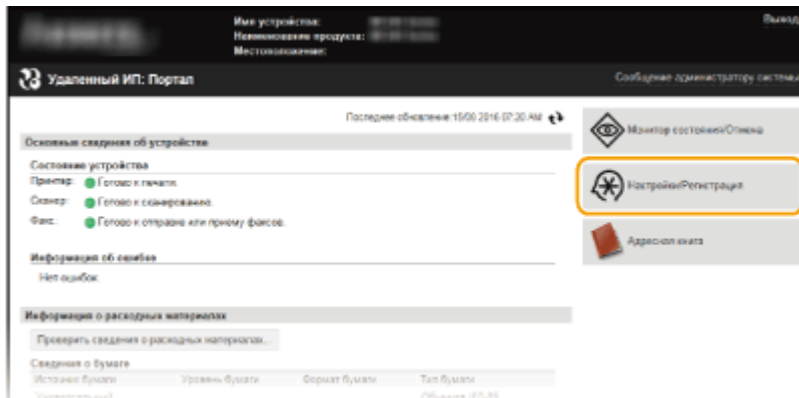 Имя устройства:
Наименование продукта:
Местоположение:
Выход
Удаленный ИП: Портал
Сообщение администратору системы
Последнее обновление:15/08 2016 07:20 AM
Основные сведения об устройстве
Состояние устройства
Принтер: Готово к печати.
Сканер: Готово к сканированию.
Факс: Готово к отправке или приему факсов.
Информация об ошибке
Нет ошибок.
Информация о расходных материалах
Проверить сведения о расходных материалах...
Сведения о бумаге
Источник бумаги Уровень бумаги Формат бумаги Тип бумаги
Универсальный
Монитор состояния/Отмена
Настройки/Регистрация
Адресная книга